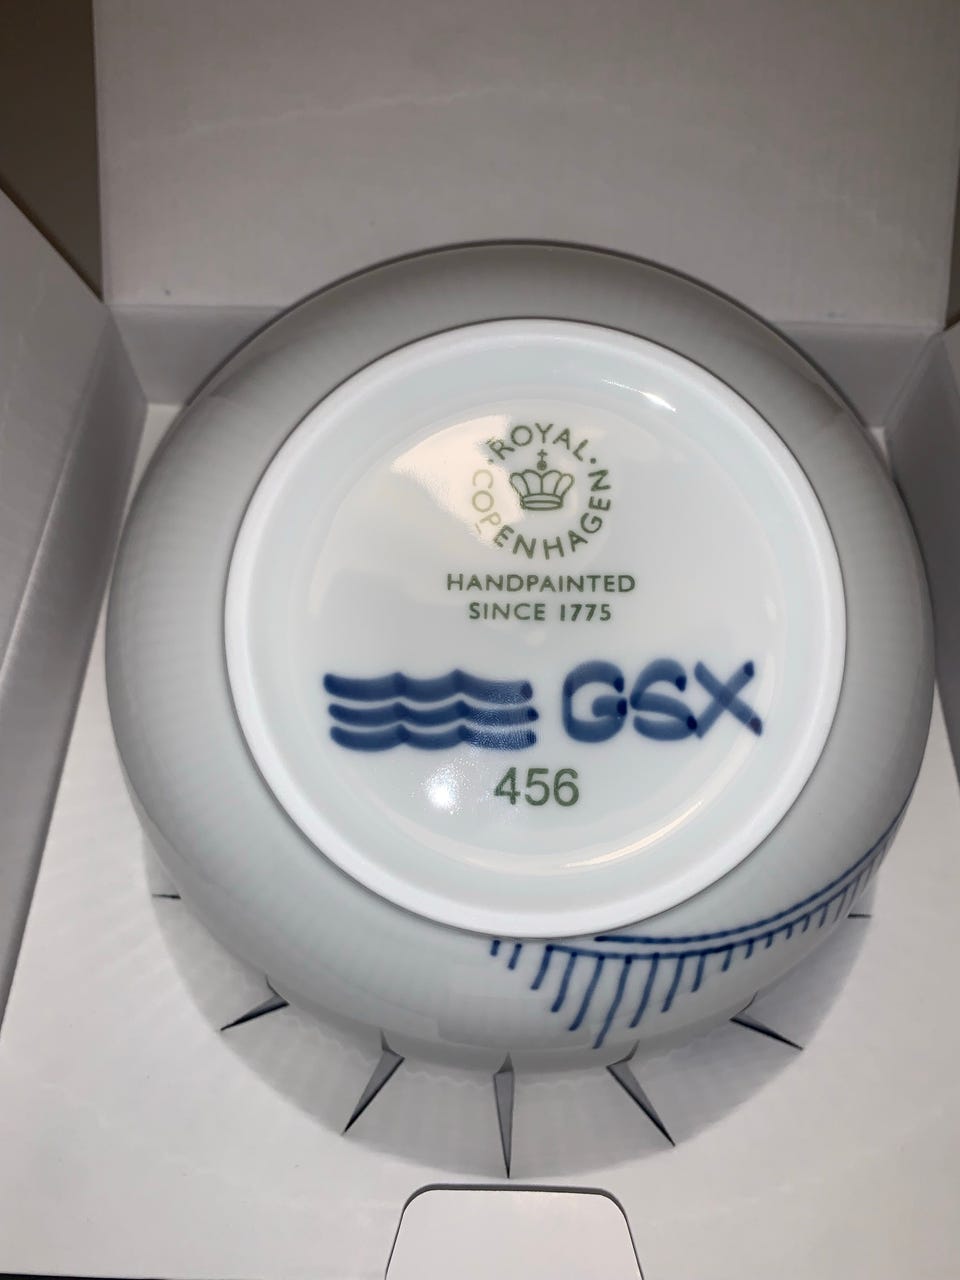 ROYAL
COPENHAGEN
HANDPAINTED
SINCE 1775
GSX
456